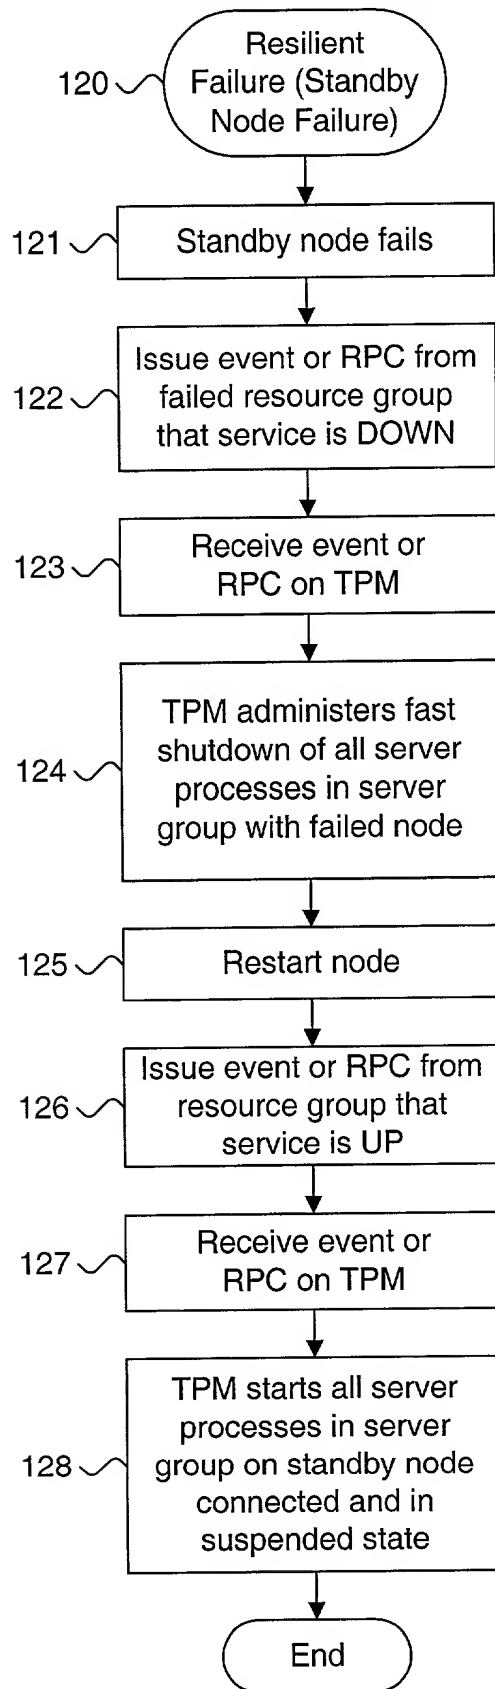 Resilient
120 Failure (Standby
Node Failure)
121 Standby node fails
Issue event or RPC from
122 failed resource group
that service is DOWN
Receive event or
123 RPC on TPM
TPM administers fast
shutdown of all server
124 processes in server
group with failed node
125 Restart node
Issue event or RPC from
126 resource group that
service is UP
Receive event or
127 RPC on TPM
TPM starts all server
processes in server
128 group on standby node
connected and in
suspended state
End